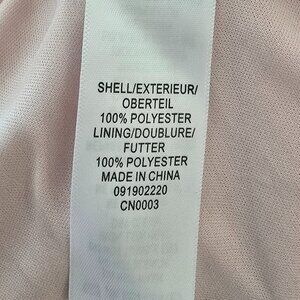 SHELL/EXTERIEUR/
OBERTEIL
100% POLYESTER
LINING/DOUBLURE/
FUTTER
100% POLYESTER
MADE IN CHINA
091902220
CN0003